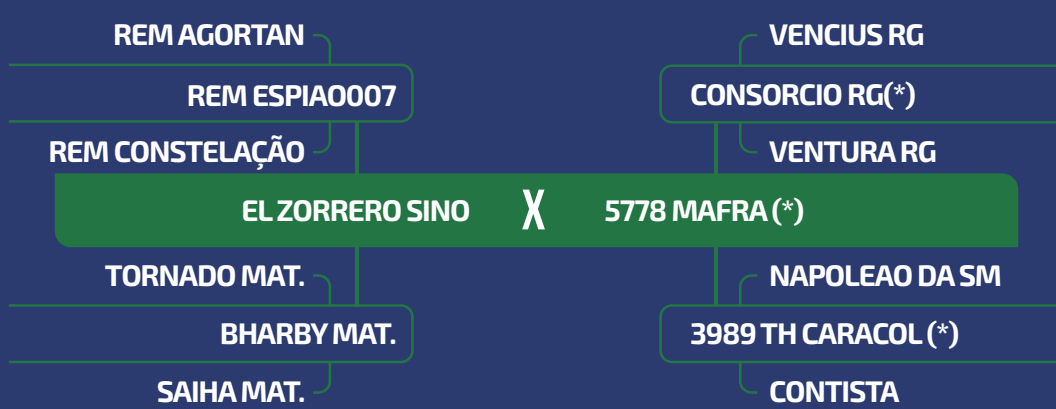 REM AGORTAN
VENCIUS RG
REM ESPIAO007
CONSORCIO RG(*)
REM CONSTELAÇÃO
VENTURA RG
EL ZORRERO SINO X 5778 MAFRA (*)
TORNADO MAT.
NAPOLEAO DA SM
BHARBY MAT.
3989 TH CARACOL (*)
SAIHA MAT.
CONTISTA